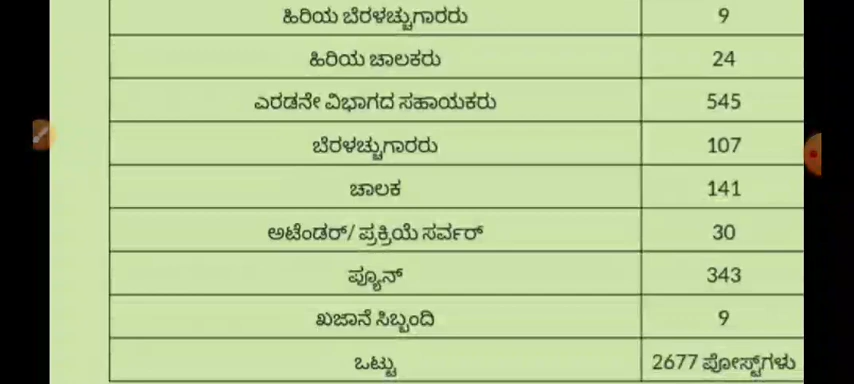 ಹಿರಿಯ ಬೆರಳಚ್ಚುಗಾರರು 9
ಹಿರಿಯ ಚಾಲಕರು 24
ಎರಡನೇ ವಿಭಾಗದ ಸಹಾಯಕರು 545
ಬೆರಳಚ್ಚುಗಾರರು 107
ಚಾಲಕ 141
ಅಟೆಂಡರ್/ ಪ್ರಕ್ರಿಯೆ ಸರ್ವರ್ 30
ಪ್ಯೂನ್ 343
ಖಜಾನೆ ಸಿಬ್ಬಂದಿ 9
ಒಟ್ಟು 2677 ಪೋಸ್ಟ್‌ಗಳು